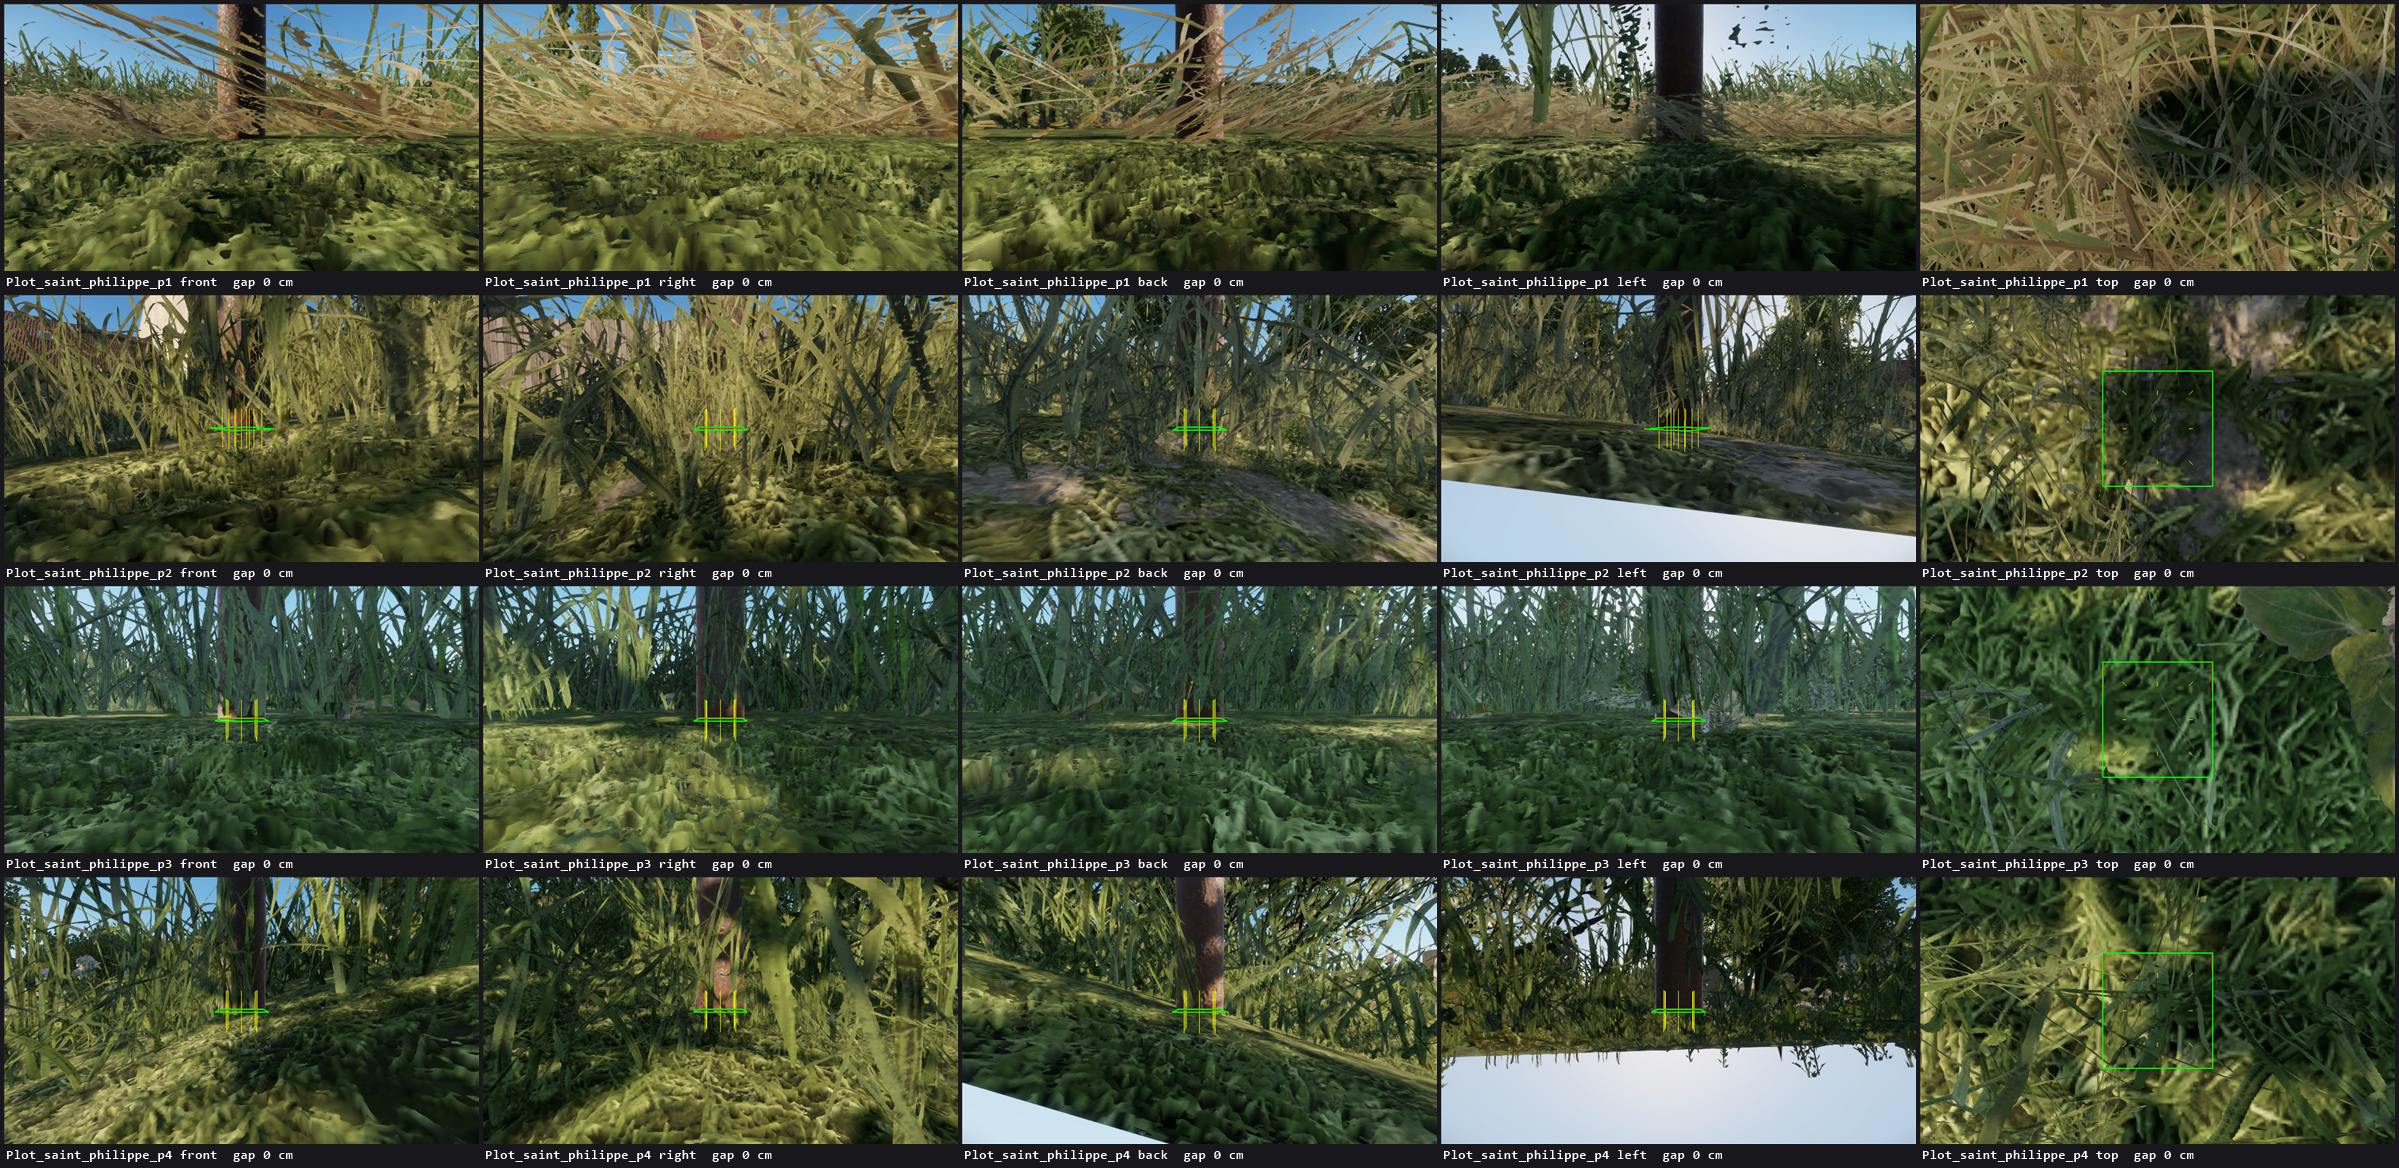 Plot_saint_philippe_p1 front  gap 0 cm
Plot_saint_philippe_p1 right  gap 0 cm
Plot_saint_philippe_p1 back  gap 0 cm
Plot_saint_philippe_p1 left  gap 0 cm
Plot_saint_philippe_p1 top  gap 0 cm
Plot_saint_philippe_p2 front  gap 0 cm
Plot_saint_philippe_p2 right  gap 0 cm
Plot_saint_philippe_p2 back  gap 0 cm
Plot_saint_philippe_p2 left  gap 0 cm
Plot_saint_philippe_p2 top  gap 0 cm
Plot_saint_philippe_p3 front  gap 0 cm
Plot_saint_philippe_p3 right  gap 0 cm
Plot_saint_philippe_p3 back  gap 0 cm
Plot_saint_philippe_p3 left  gap 0 cm
Plot_saint_philippe_p3 top  gap 0 cm
Plot_saint_philippe_p4 front  gap 0 cm
Plot_saint_philippe_p4 right  gap 0 cm
Plot_saint_philippe_p4 back  gap 0 cm
Plot_saint_philippe_p4 left  gap 0 cm
Plot_saint_philippe_p4 top  gap 0 cm